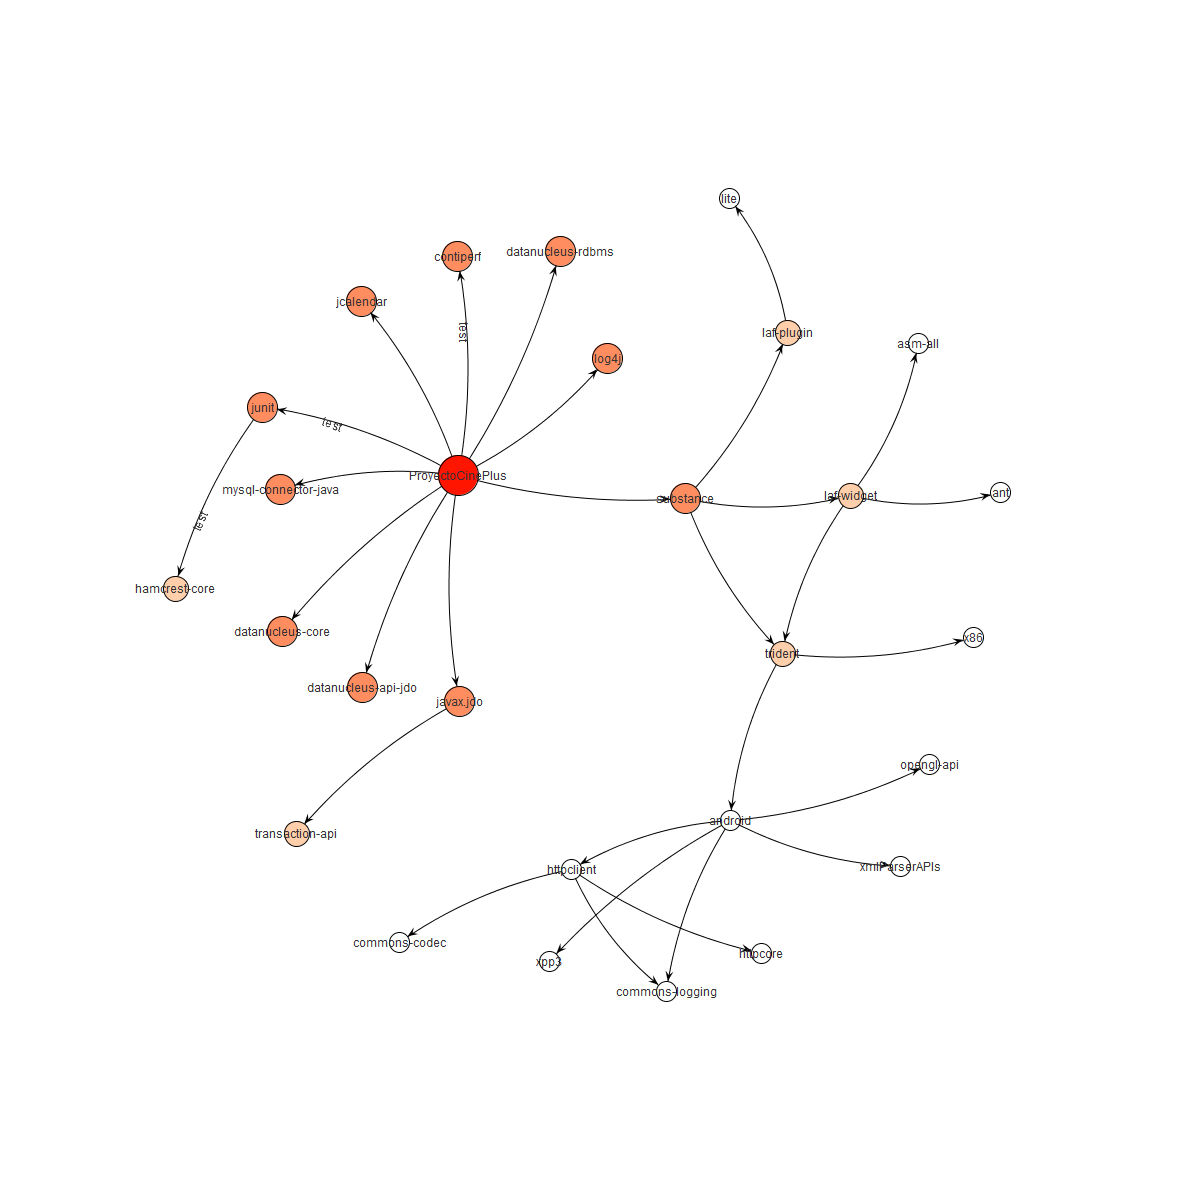 lite
contiperf
datanucleus-rdbms
jcalendar
test
laf-plugin
asm-all
log4j
junit
test
ProyectoCinePlus
mysql-connector-java
substance
laf-widget
ant
test
hamcrest-core
datanucleus-core
x86
trident
datanucleus-api-jdo
javax.jdo
opengl-api
android
transaction-api
httpclient
xmlParserAPIs
commons-codec
xpp3
httpcore
commons-logging